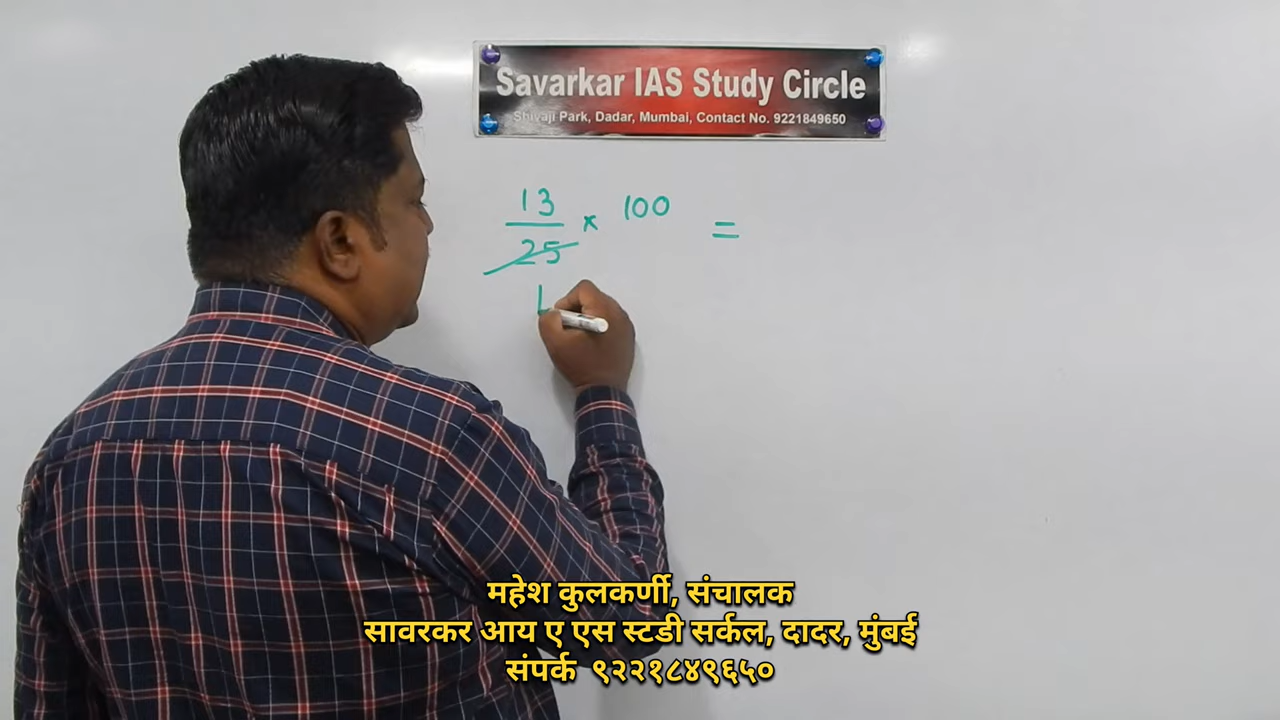 Savarkar IAS Study Circle
Shivaji Park, Dadar, Mumbai, Contact No. 9221849650
13
× 100 =
25
महेश कुलकर्णी, संचालक
सावरकर आय ए एस स्टडी सर्कल, दादर, मुंबई
संपर्क ९२२१८४९६५०